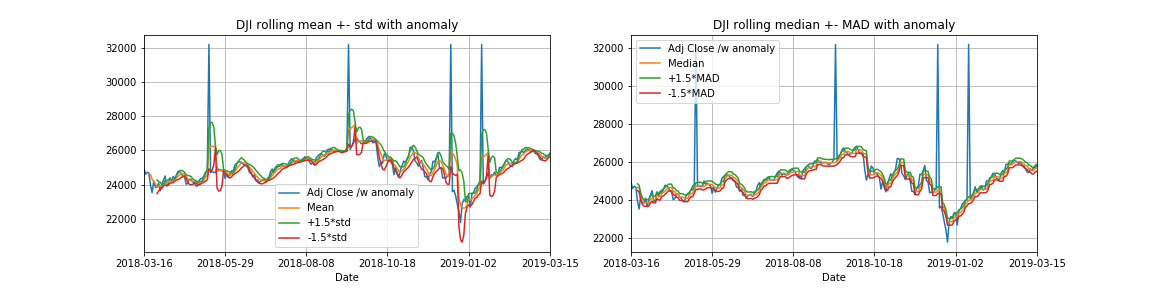 DJI rolling mean +- std with anomaly
32000
30000
28000
26000
24000
22000
Adj Close /w anomaly
Mean
+1.5*std
-1.5*std
2018-03-16
2018-05-29
2018-08-08
2018-10-18
2019-01-02
2019-03-15
Date
DJI rolling median +- MAD with anomaly
Adj Close /w anomaly
Median
+1.5*MAD
-1.5*MAD
32000
30000
28000
26000
24000
22000
2018-03-16
2018-05-29
2018-08-08
2018-10-18
2019-01-02
2019-03-15
Date